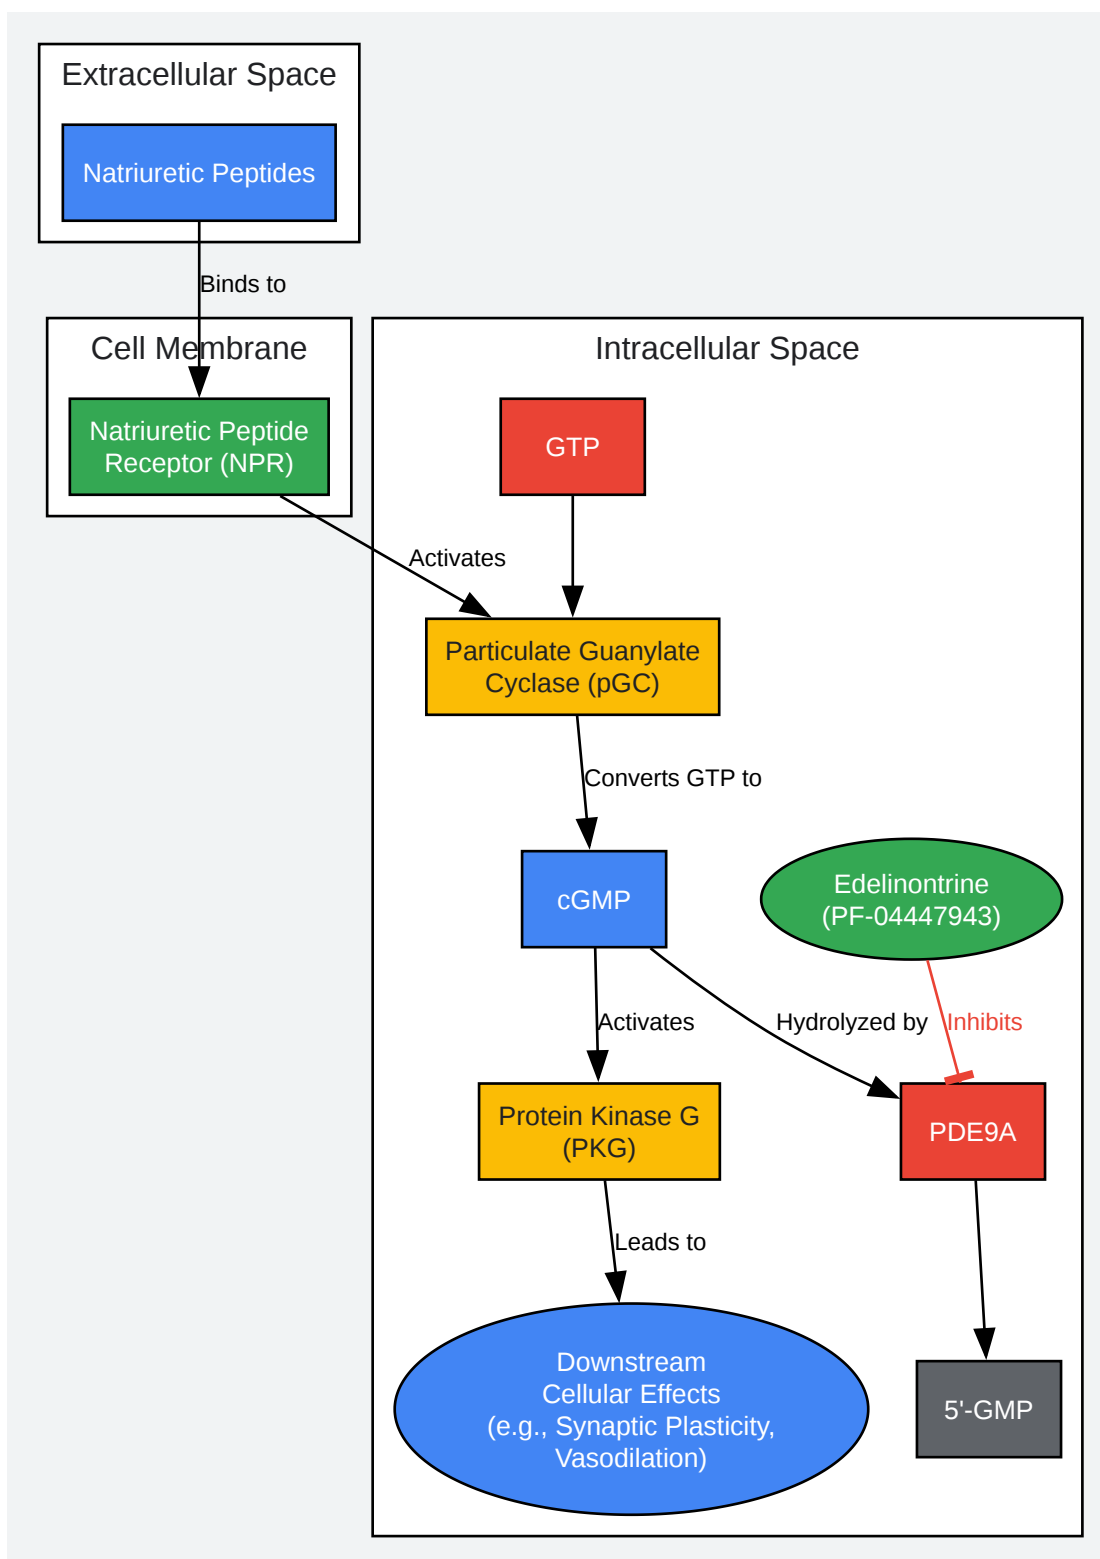 Extracellular Space
Natriuretic Peptides
Binds to
Cell Membrane
Natriuretic Peptide
Receptor (NPR)
Intracellular Space
GTP
Activates
Particulate Guanylate
Cyclase (pGC)
Converts GTP to
cGMP
Edelinontrine
(PF-04447943)
Activates
Hydrolyzed by
Inhibits
Protein Kinase G
(PKG)
PDE9A
Leads to
Downstream
Cellular Effects
(e.g., Synaptic Plasticity,
Vasodilation)
5'-GMP